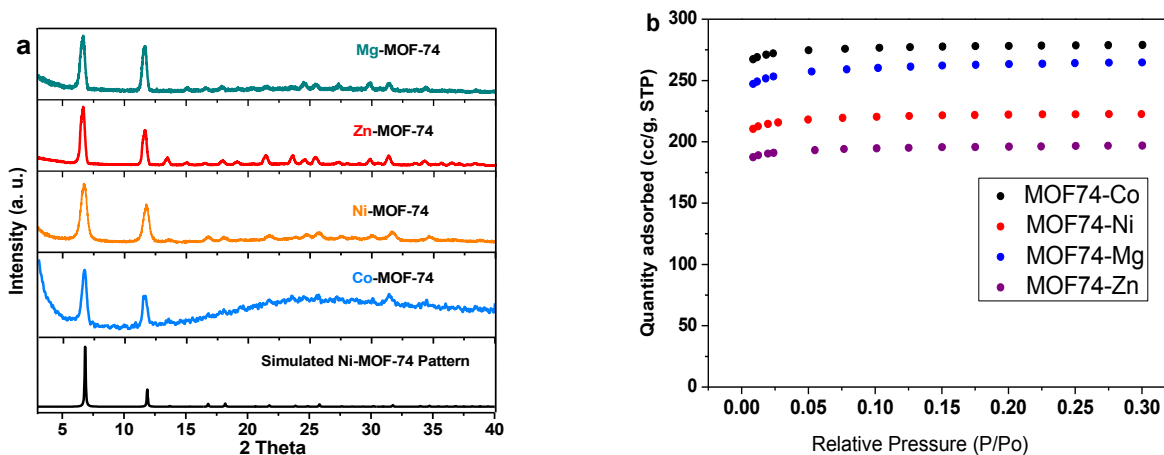 a
Mg-MOF-74
Zn-MOF-74
Ni-MOF-74
Co-MOF-74
Simulated Ni-MOF-74 Pattern
Intensity (a. u.)
5 10 15 20 25 30 35 40
2 Theta
b
300
250
200
150
100
50
0
Quantity adsorbed (cc/g, STP)
MOF74-Co
MOF74-Ni
MOF74-Mg
MOF74-Zn
0.00 0.05 0.10 0.15 0.20 0.25 0.30
Relative Pressure (P/Po)